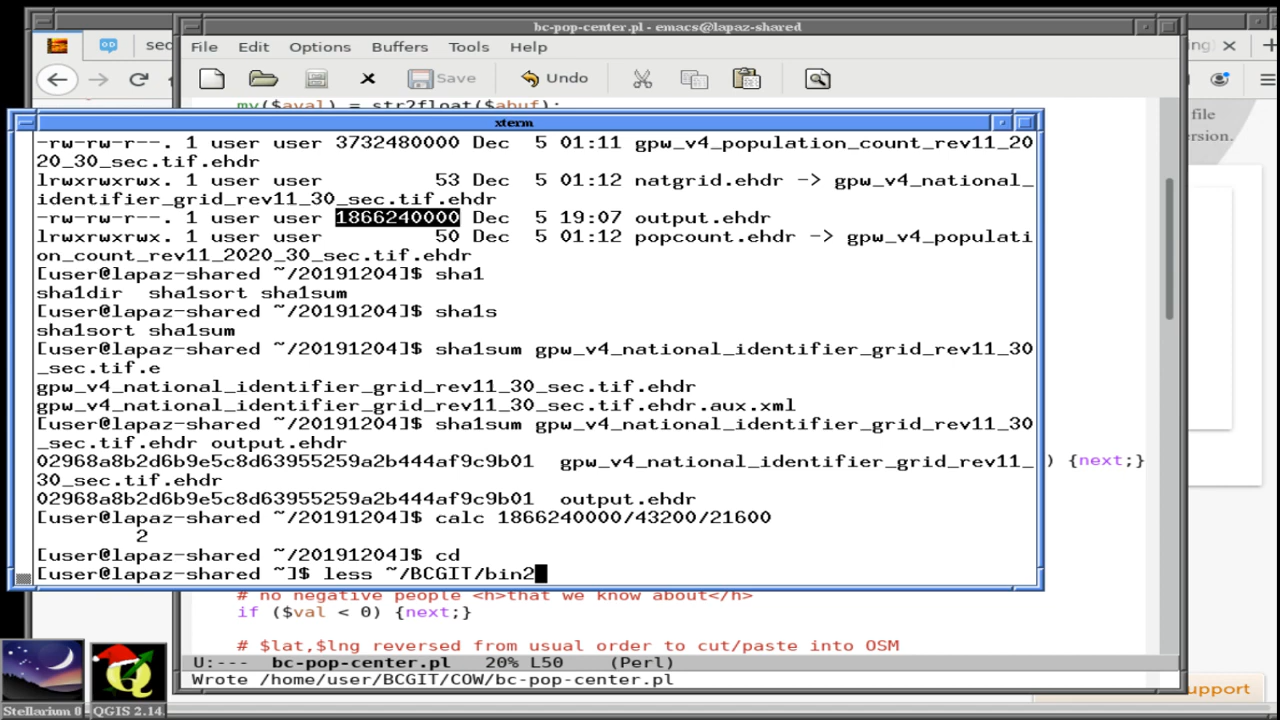 bc-pop-center.pl - emacs@lapaz-shared
sec
ng)
File Edit Options Buffers Tools Help
Save Undo
my($aval) = str2float($abuf);
file
version.
xterm
-rw-rw-r--. 1 user user 3732480000 Dec  5 01:11 gpw_v4_population_count_rev11_20
20_30_sec.tif.ehdr
lrwxrwxrwx. 1 user user         53 Dec  5 01:12 natgrid.ehdr -> gpw_v4_national_
identifier_grid_rev11_30_sec.tif.ehdr
-rw-rw-r--. 1 user user 1866240000 Dec  5 19:07 output.ehdr
lrwxrwxrwx. 1 user user         50 Dec  5 01:12 popcount.ehdr -> gpw_v4_populati
on_count_rev11_2020_30_sec.tif.ehdr
[user@lapaz-shared ~/20191204]$ sha1
sha1dir  sha1sort sha1sum
[user@lapaz-shared ~/20191204]$ sha1s
sha1sort sha1sum
[user@lapaz-shared ~/20191204]$ sha1sum gpw_v4_national_identifier_grid_rev11_30
_sec.tif.e
gpw_v4_national_identifier_grid_rev11_30_sec.tif.ehdr
gpw_v4_national_identifier_grid_rev11_30_sec.tif.ehdr.aux.xml
[user@lapaz-shared ~/20191204]$ sha1sum gpw_v4_national_identifier_grid_rev11_30
_sec.tif.ehdr output.ehdr
02968a8b2d6b9e5c8d63955259a2b444af9c9b01  gpw_v4_national_identifier_grid_rev11_
30_sec.tif.ehdr
02968a8b2d6b9e5c8d63955259a2b444af9c9b01  output.ehdr
[user@lapaz-shared ~/20191204]$ calc 1866240000/43200/21600
2
[user@lapaz-shared ~/20191204]$ cd
[user@lapaz-shared ~]$ less ~/BCGIT/bin2
) {next;}
# no negative people <h>that we know about</h>
if ($val < 0) {next;}
# $lat,$lng reversed from usual order to cut/paste into OSM
U:---  bc-pop-center.pl   20% L50    (Perl)
Wrote /home/user/BCGIT/COW/bc-pop-center.pl
upport
Stellarium 0
QGIS 2.14.